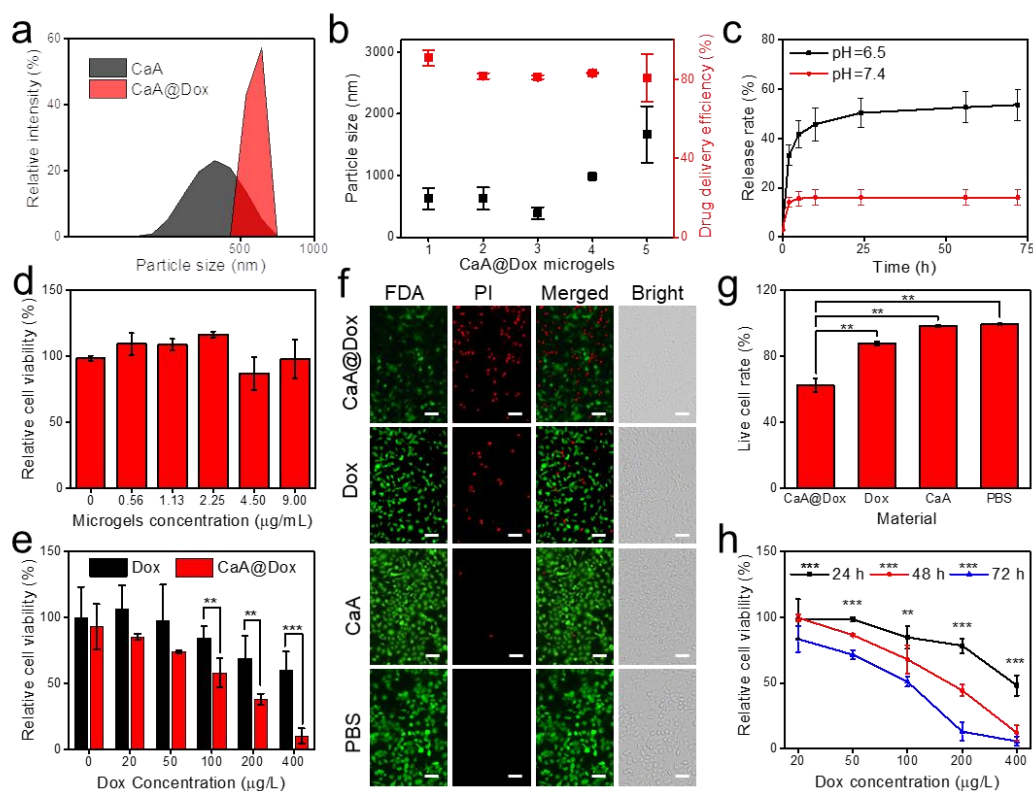 a
Relative intensity (%)
60
40
20
0
CaA
CaA@Dox
500
1000
Particle size (nm)
b
Particle size (nm)
3000
2000
1000
0
80
40
0
Drug delivery efficiency (%)
1 2 3 4 5
CaA@Dox microgels
c
Release rate (%)
80
60
40
20
0
pH=6.5
pH=7.4
0 25 50 75
Time (h)
d
Relative cell viability (%)
150
100
50
0
0 0.56 1.13 2.25 4.50 9.00
Microgels concentration (μg/mL)
e
Relative cell viability (%)
150
100
50
0
Dox CaA@Dox
**
**
***
0 20 50 100 200 400
Dox Concentration (μg/L)
f
FDA PI Merged Bright
CaA@Dox
Dox
CaA
PBS
g
Live cell rate (%)
120
90
60
30
0
**
**
**
CaA@Dox Dox CaA PBS
Material
h
Relative cell viability (%)
150
100
50
0
*** *** ***
24 h 48 h 72 h
***
**
***
***
20 50 100 200 400
Dox concentration (μg/L)